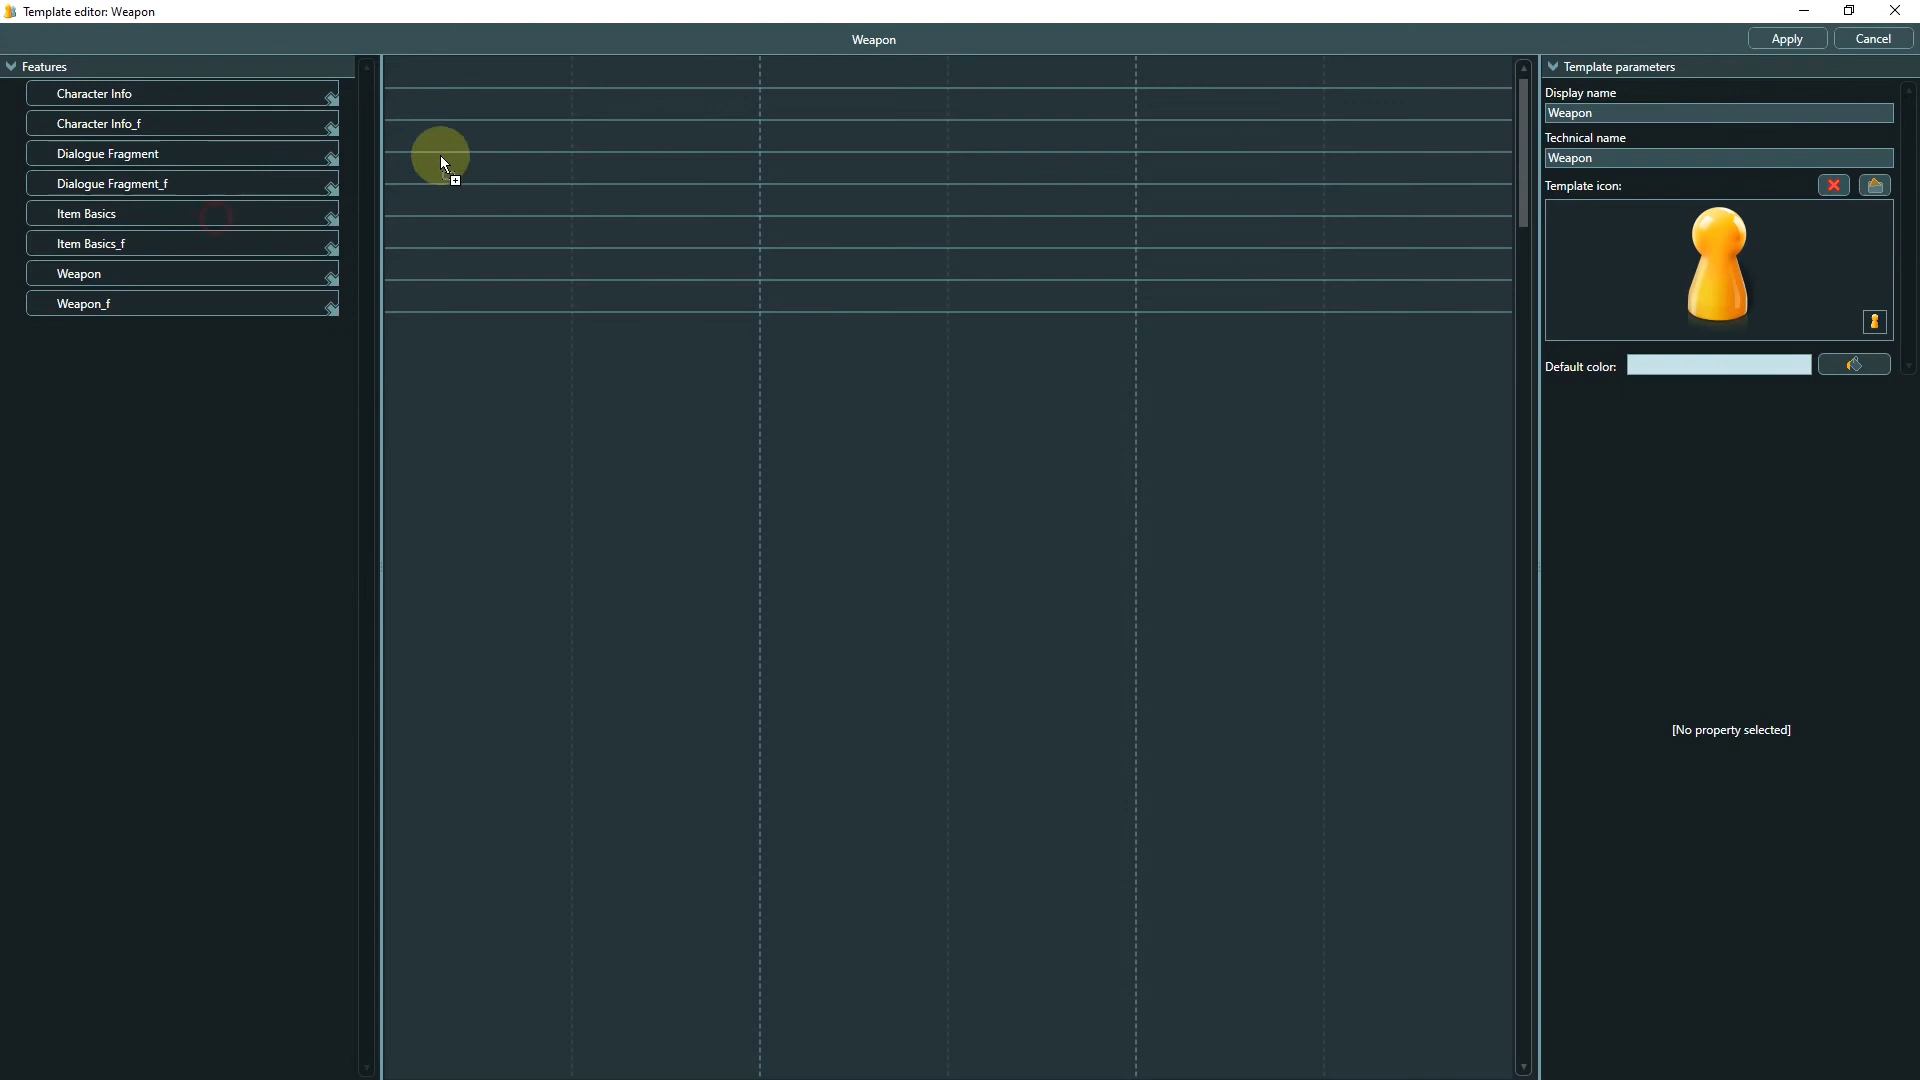 Template editor: Weapon
Weapon
Apply
Cancel
Features
Character Info
Character Info_f
Dialogue Fragment
Dialogue Fragment_f
Item Basics
Item Basics_f
Weapon
Weapon_f
Template parameters
Display name
Weapon
Technical name
Weapon
Template icon:
Default color:
[No property selected]